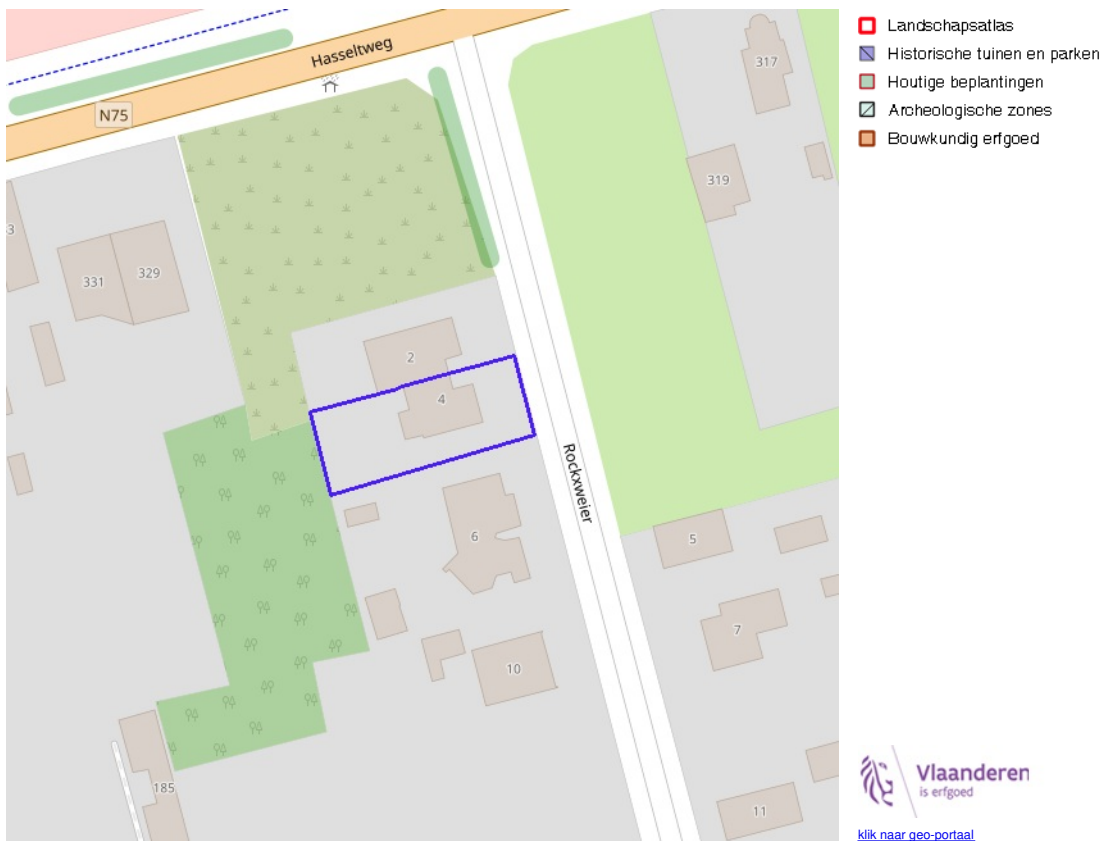 Hasseltweg
N75
317
319
3
331
329
2
4
Rockxweier
6
5
7
10
185
11
Landschapsatlas
Historische tuinen en parken
Houtige beplantingen
Archeologische zones
Bouwkundig erfgoed
Vlaanderen
is erfgoed
klik naar geo-portaal